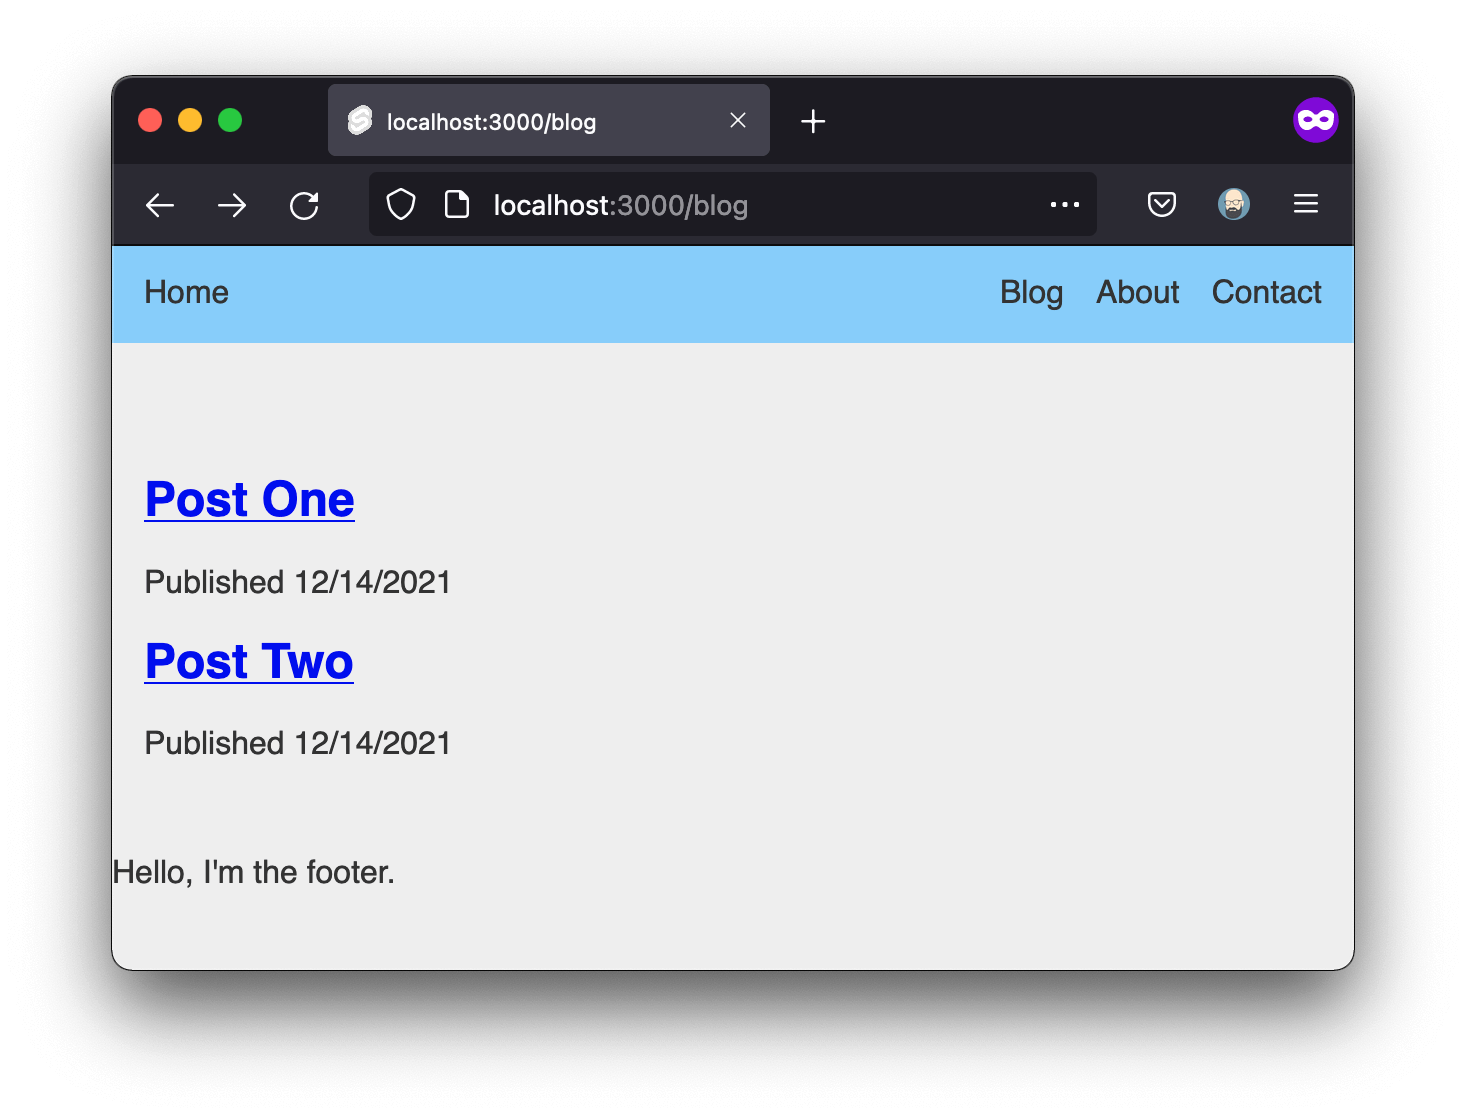 localhost:3000/blog
localhost:3000/blog
Home Blog About Contact
Post One
Published 12/14/2021
Post Two
Published 12/14/2021
Hello, I'm the footer.